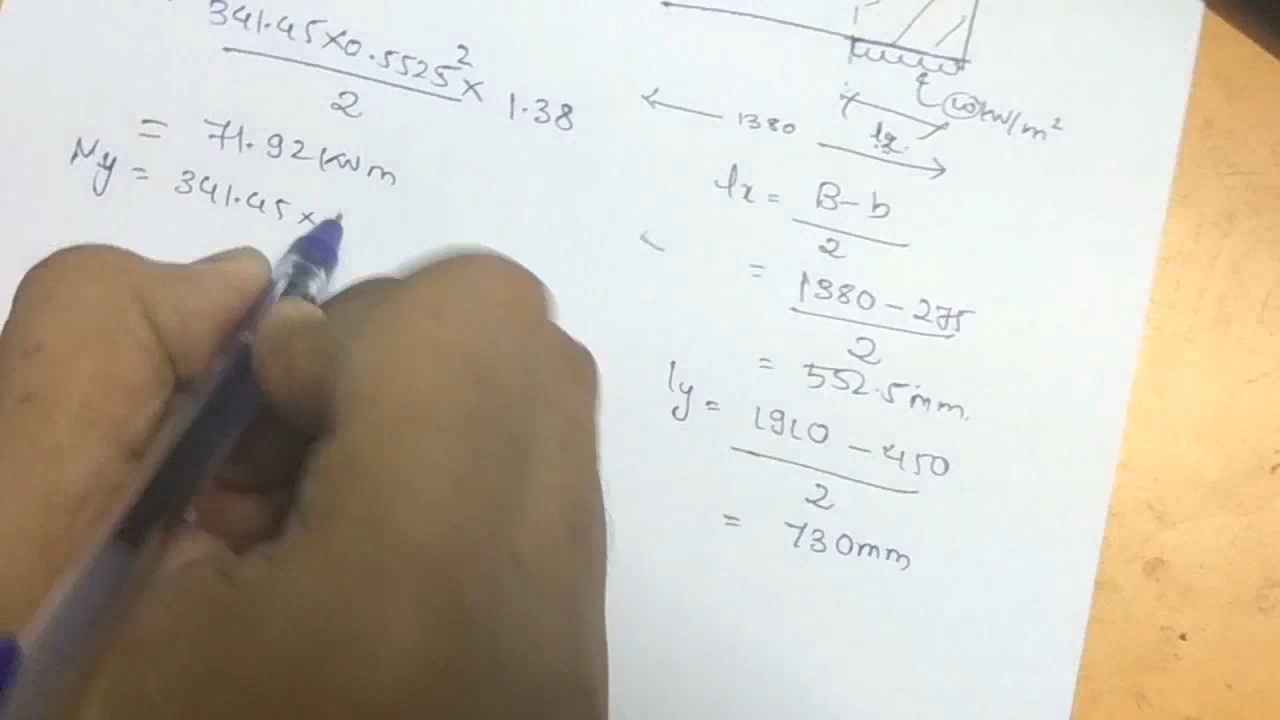 341.45×0.5525² × 1.38
2
= 71.92 kNm
My = 341.45×
1380
lx
kN/m²
lx = B-b
2
= 1380-275
2
= 552.5mm.
ly = 1910-450
2
= 730mm